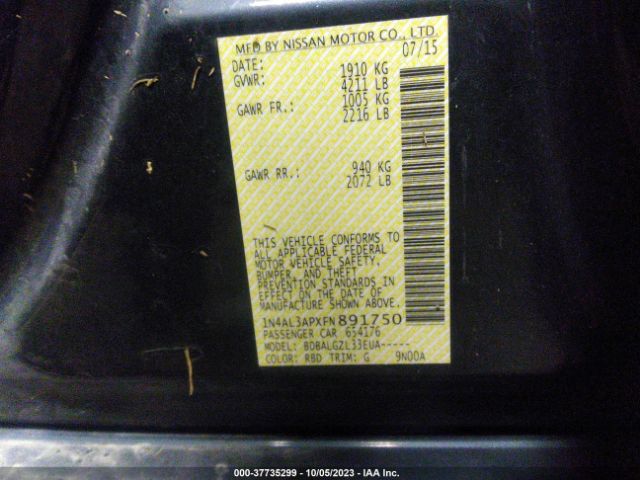 MFD BY NISSAN MOTOR CO., LTD.
DATE: 07/15
GVWR: 1910 KG
4211 LB
GAWR FR.: 1005 KG
2216 LB
GAWR RR.: 940 KG
2072 LB
THIS VEHICLE CONFORMS TO
ALL APPLICABLE FEDERAL
MOTOR VEHICLE SAFETY,
BUMPER, AND THEFT
PREVENTION STANDARDS IN
EFFECT ON THE DATE OF
MANUFACTURE SHOWN ABOVE.
1N4AL3APXFN891750
PASSENGER CAR 654176
MODEL: BDBALGZL33EUA-----
COLOR: RBD TRIM: G 9N00A
000-37735299 - 10/05/2023 - IAA Inc.